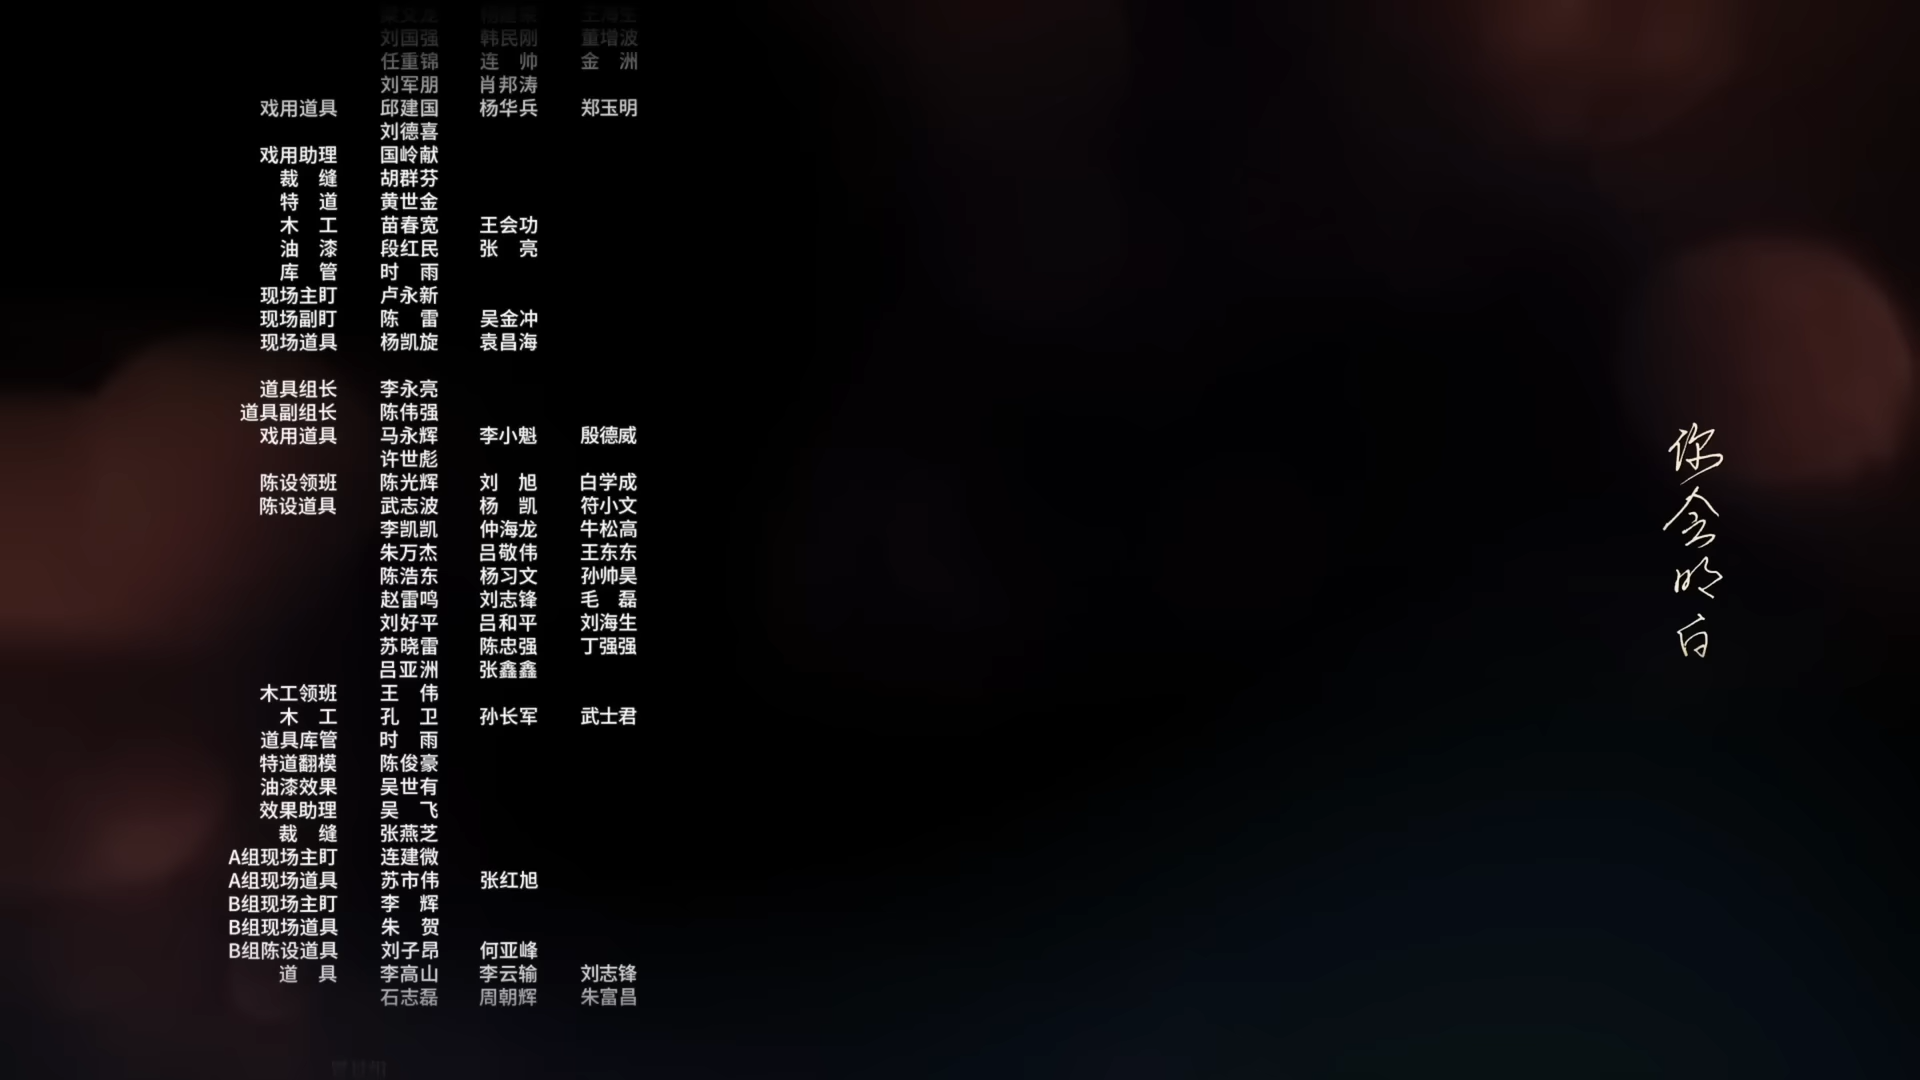 刘国强 韩民刚 董增波
任重锦 连 帅 金 洲
刘军朋 肖邦涛
戏用道具 邱建国 杨华兵 郑玉明
刘德喜
戏用助理 国岭献
裁 缝 胡群芬
特 道 黄世金
木 工 苗春宽 王会功
油 漆 段红民 张 亮
库 管 时 雨
现场主盯 卢永新
现场副盯 陈 雷 吴金冲
现场道具 杨凯旋 袁昌海
道具组长 李永亮
道具副组长 陈伟强
戏用道具 马永辉 李小魁 殷德威
许世彪
陈设领班 陈光辉 刘 旭 白学成
陈设道具 武志波 杨 凯 符小文
李凯凯 仲海龙 牛松高
朱万杰 吕敬伟 王东东
陈浩东 杨习文 孙帅昊
赵雷鸣 刘志锋 毛 磊
刘好平 吕和平 刘海生
苏晓雷 陈忠强 丁强强
吕亚洲 张鑫鑫
木工领班 王 伟
木 工 孔 卫 孙长军 武士君
道具库管 时 雨
特道翻模 陈俊豪
油漆效果 吴世有
效果助理 吴 飞
裁 缝 张燕芝
A组现场主盯 连建微
A组现场道具 苏市伟 张红旭
B组现场主盯 李 辉
B组现场道具 朱 贺
B组陈设道具 刘子昂 何亚峰
道 具 李高山 李云输 刘志锋
石志磊 周朝辉 朱富昌
你会明白